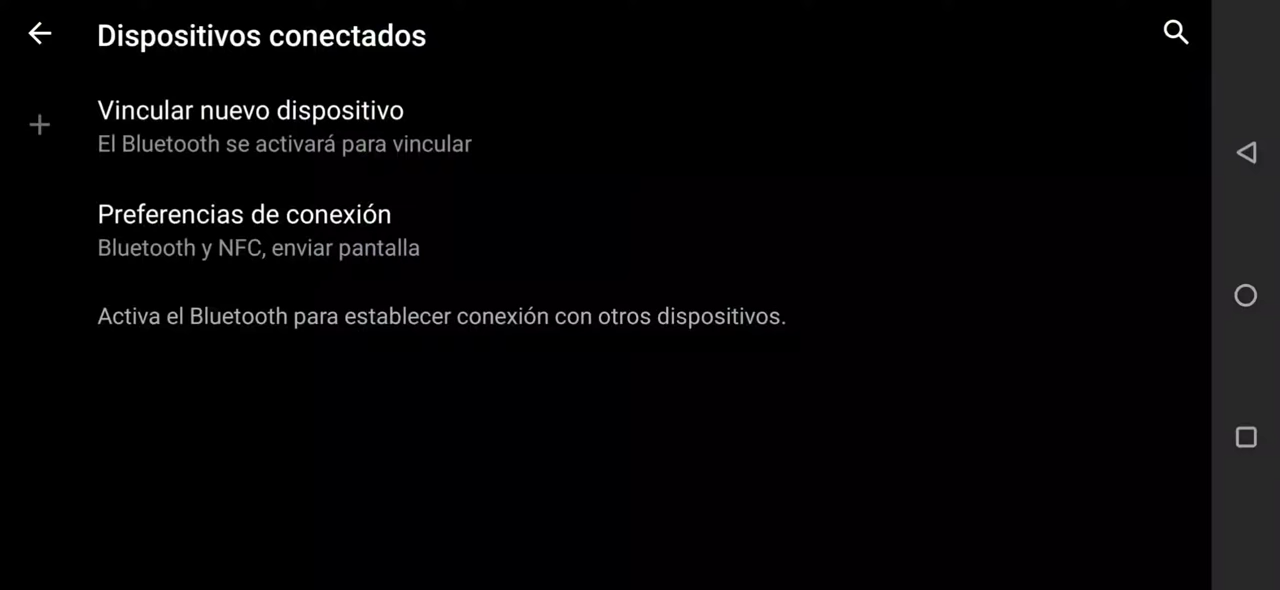 Dispositivos conectados
Vincular nuevo dispositivo
El Bluetooth se activará para vincular
Preferencias de conexión
Bluetooth y NFC, enviar pantalla
Activa el Bluetooth para establecer conexión con otros dispositivos.